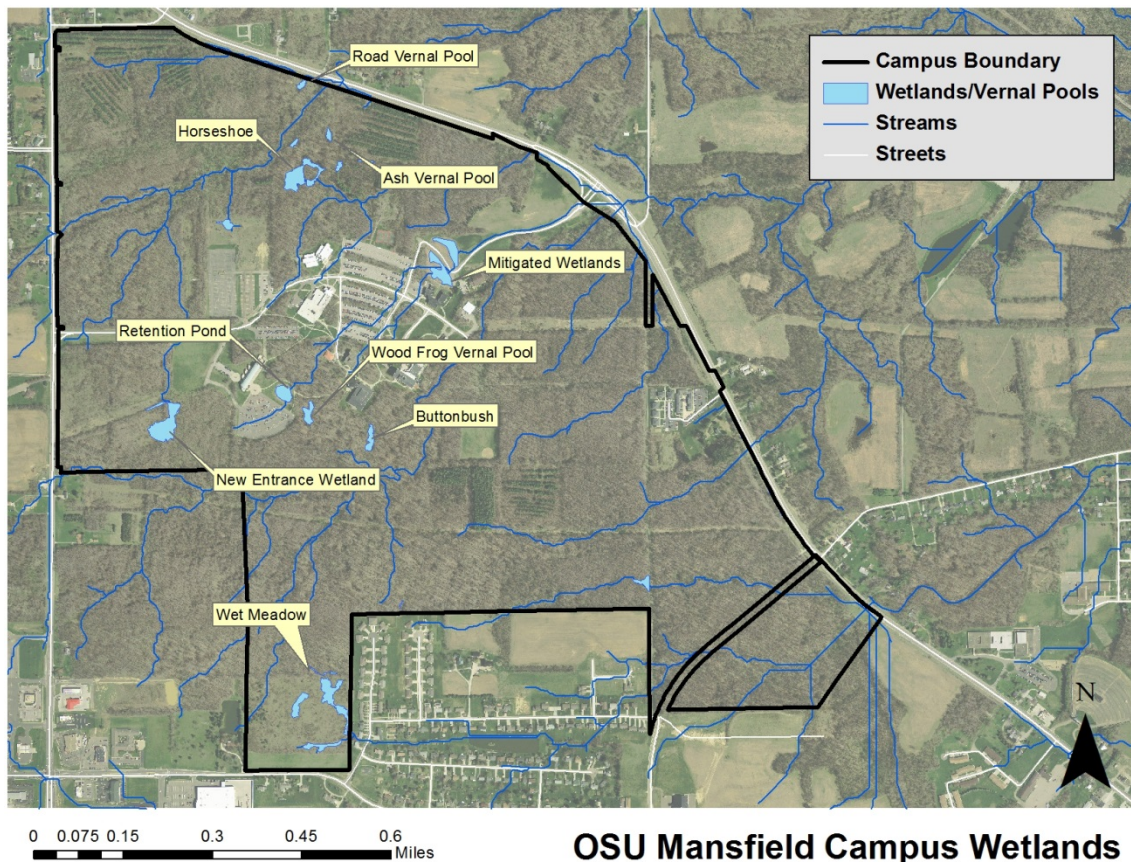 Road Vernal Pool
Horseshoe
Ash Vernal Pool
Mitigated Wetlands
Retention Pond
Wood Frog Vernal Pool
Buttonbush
New Entrance Wetland
Wet Meadow
Campus Boundary
Wetlands/Vernal Pools
Streams
Streets
N
0 0.075 0.15 0.3 0.45 0.6
Miles
OSU Mansfield Campus Wetlands